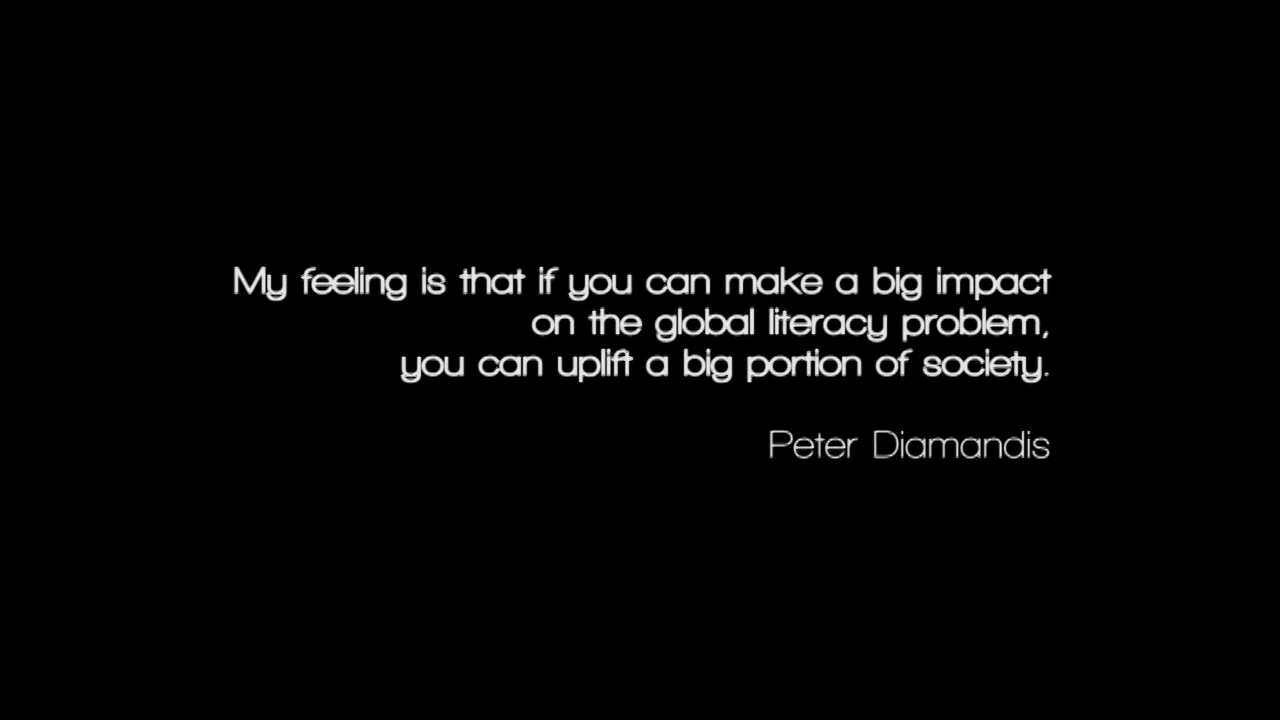 My feeling is that if you can make a big impact
on the global literacy problem,
you can uplift a big portion of society.
Peter Diamandis